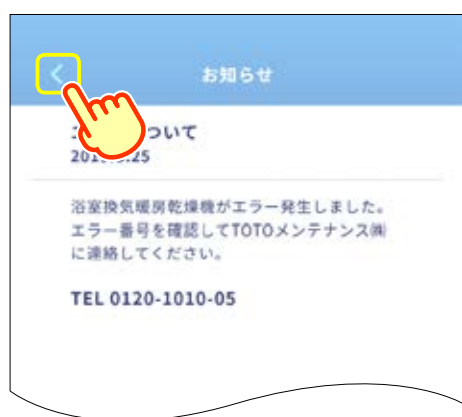 お知らせ
ついて
浴室換気暖房乾燥機がエラー発生しました。
エラー番号を確認してTOTOメンテナンス㈱
に連絡してください。
TEL 0120-1010-05